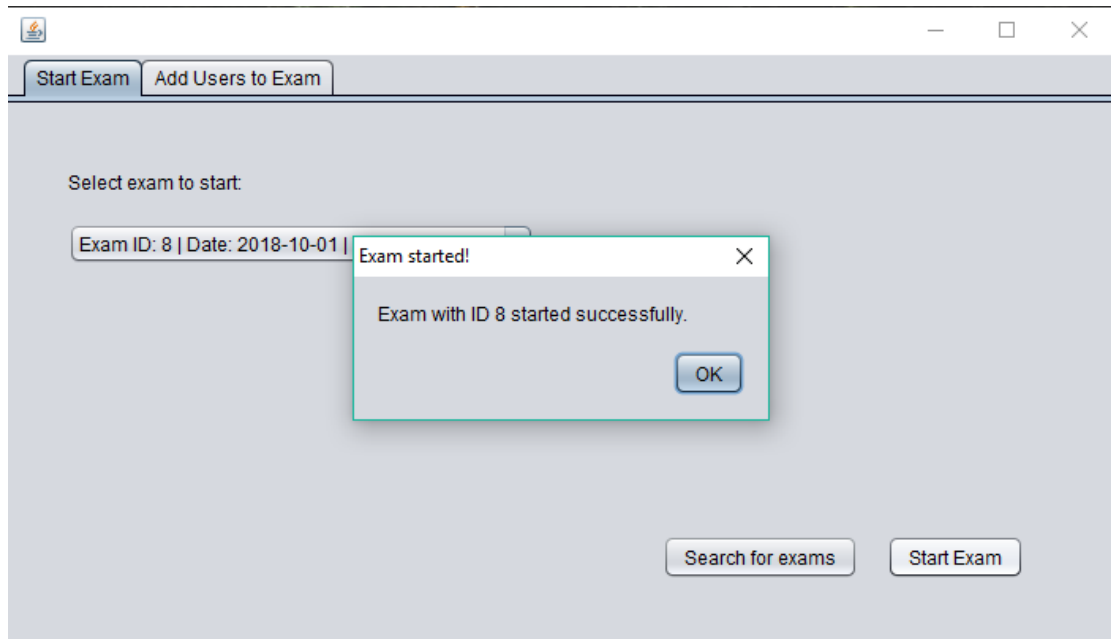 Start Exam
Add Users to Exam
Select exam to start:
Exam ID: 8 | Date: 2018-10-01 |
Exam started!
Exam with ID 8 started successfully.
OK
Search for exams
Start Exam